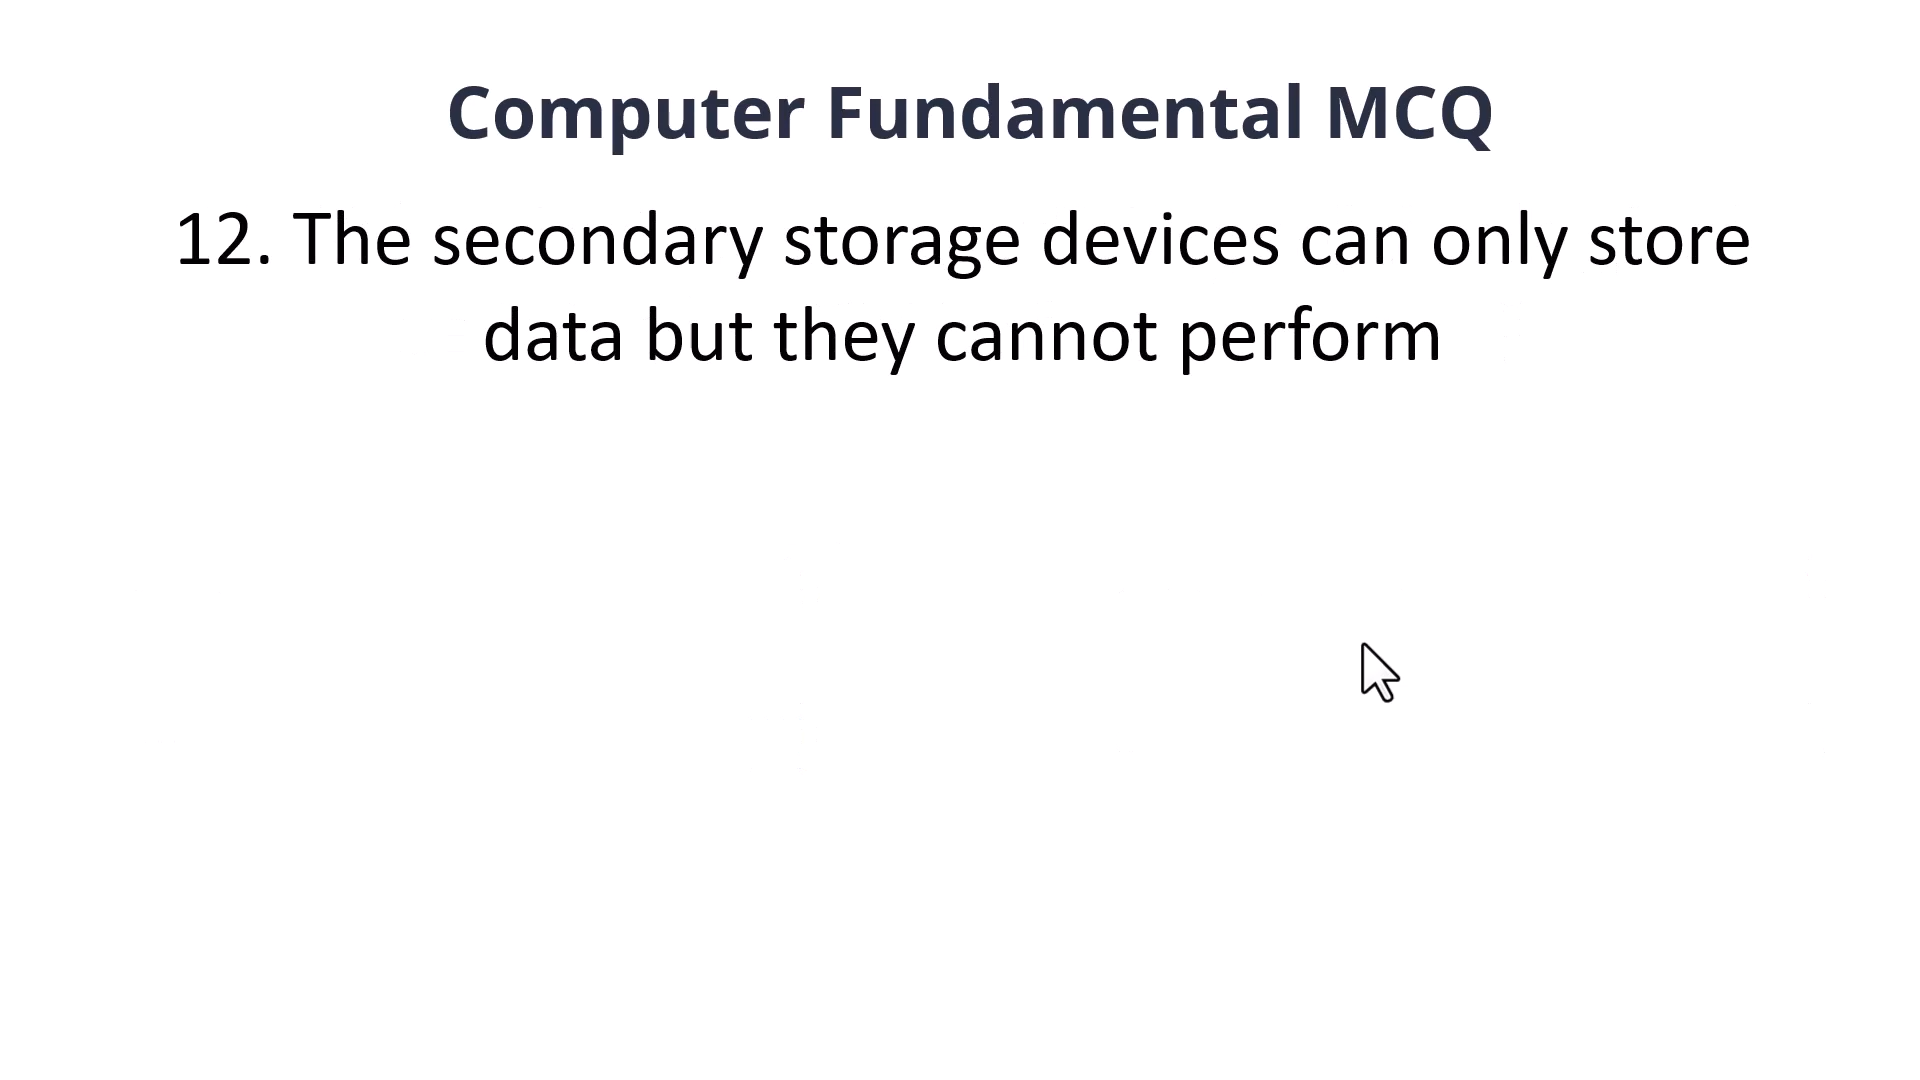 Computer Fundamental MCQ
12. The secondary storage devices can only store
data but they cannot perform